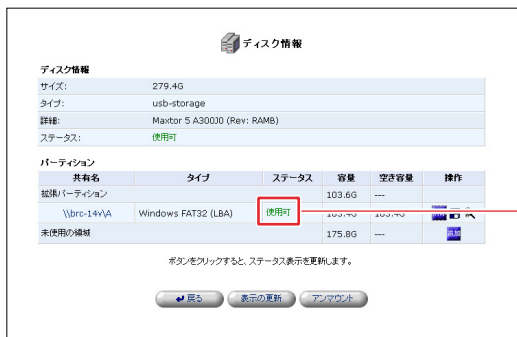 ディスク情報
ディスク情報
サイズ: 279.4G
タイプ: usb-storage
詳細: Maxtor 5 A300J0 (Rev: RAMB)
ステータス: 使用可
パーティション
共有名 タイプ ステータス 容量 空き容量 操作
拡張パーティション 103.6G ---
\\brc-14v\A Windows FAT32 (LBA) 使用可
未使用の領域 175.8G --- 追加
ボタンをクリックすると、ステータス表示を更新します。
戻る 表示の更新 アンマウント